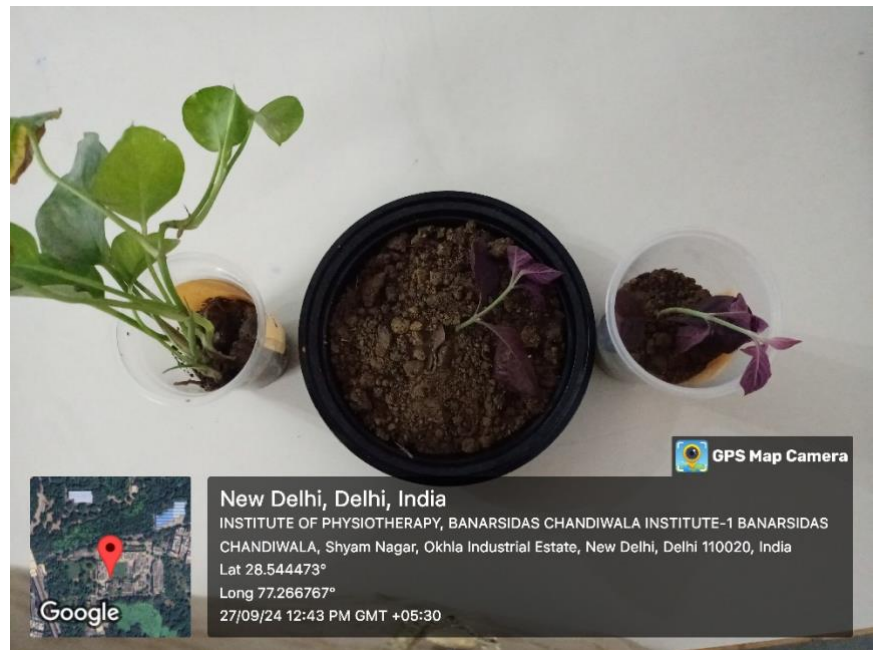 GPS Map Camera
New Delhi, Delhi, India
INSTITUTE OF PHYSIOTHERAPY, BANARSIDAS CHANDIWALA INSTITUTE-1 BANARSIDAS
CHANDIWALA, Shyam Nagar, Okhla Industrial Estate, New Delhi, Delhi 110020, India
Lat 28.544473°
Long 77.266767°
27/09/24 12:43 PM GMT +05:30
Google